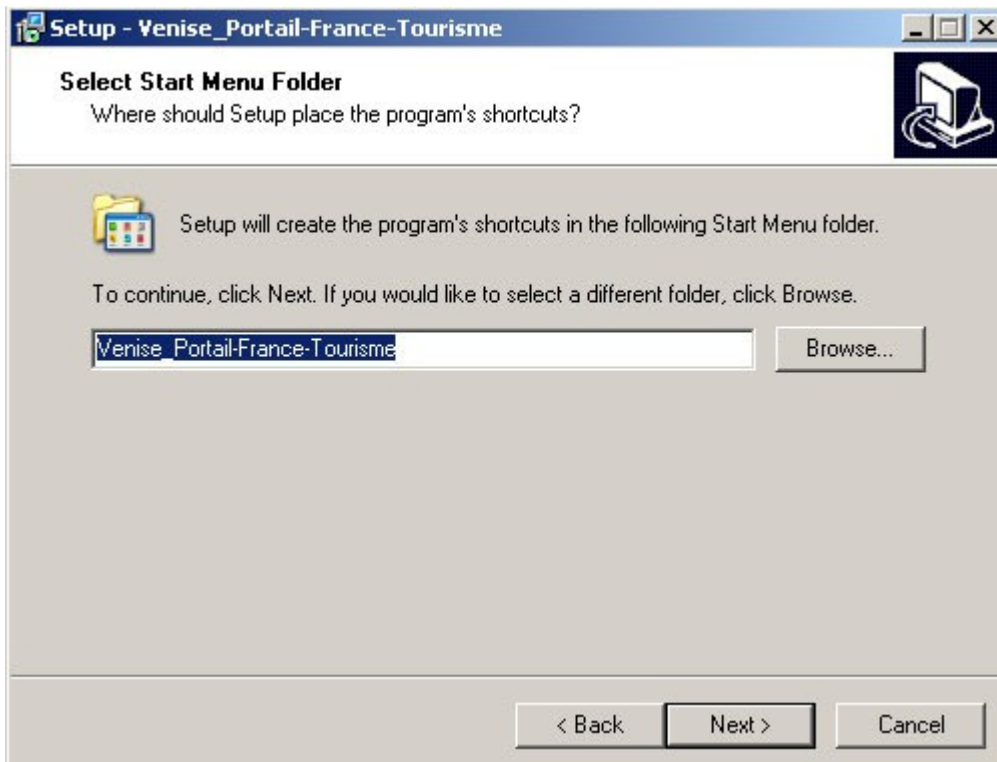 Setup - Venise_Portail-France-Tourisme
Select Start Menu Folder
Where should Setup place the program's shortcuts?
Setup will create the program's shortcuts in the following Start Menu folder.
To continue, click Next. If you would like to select a different folder, click Browse.
Venise_Portail-France-Tourisme
Browse...
< Back
Next >
Cancel